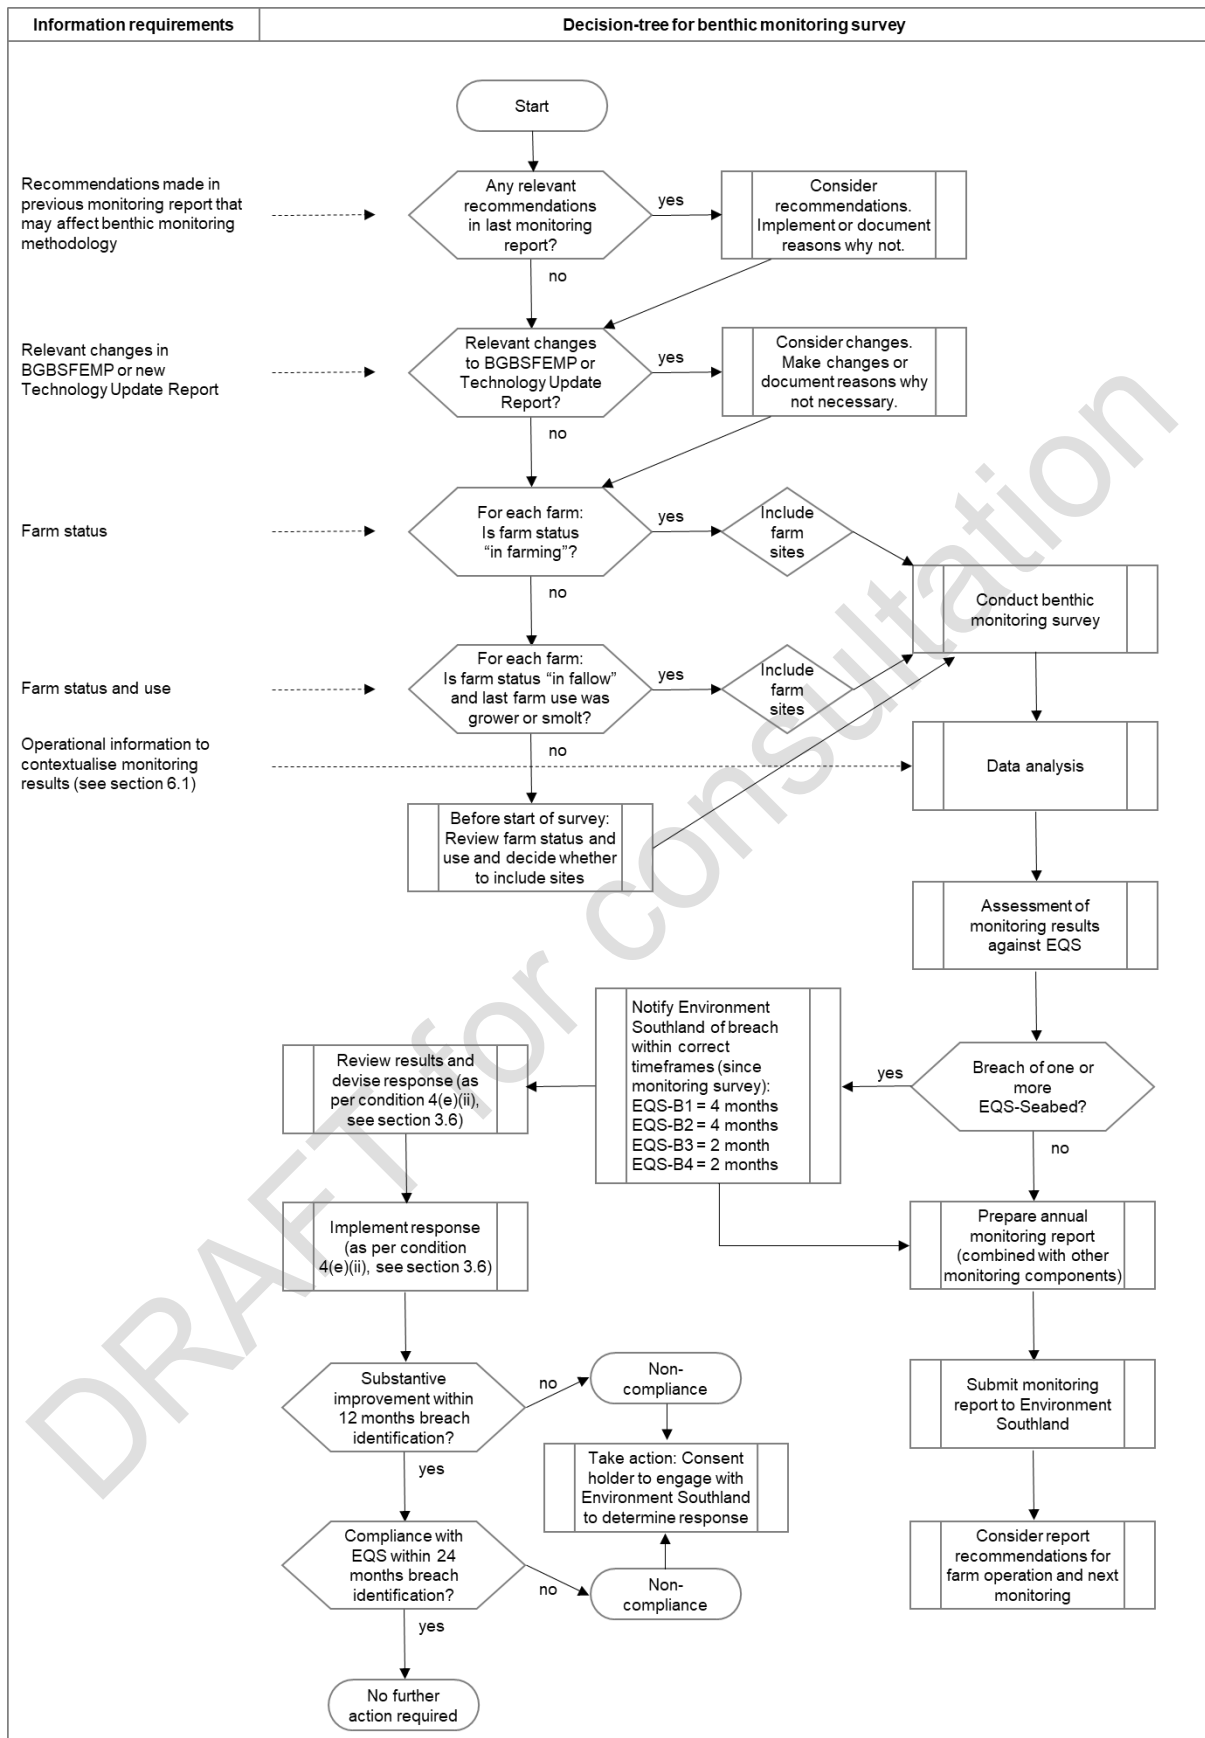 Information requirements
Decision-tree for benthic monitoring survey
Start
Recommendations made in
previous monitoring report that
may affect benthic monitoring
methodology
Any relevant
recommendations
in last monitoring
report?
yes
Consider
recommendations.
Implement or document
reasons why not.
no
Relevant changes in
BGBSFEMP or new
Technology Update Report
Relevant changes
to BGBSFEMP or
Technology Update
Report?
yes
Consider changes.
Make changes or
document reasons why
not necessary.
no
Farm status
For each farm:
Is farm status
“in farming”?
yes
Include
farm
sites
no
Conduct benthic
monitoring survey
Farm status and use
For each farm:
Is farm status “in fallow”
and last farm use was
grower or smolt?
yes
Include
farm
sites
no
Operational information to
contextualise monitoring
results (see section 6.1)
Data analysis
Before start of survey:
Review farm status and
use and decide whether
to include sites
Assessment of
monitoring results
against EQS
Breach of one or
more
EQS-Seabed?
yes
no
Notify Environment
Southland of breach
within correct
timeframes (since
monitoring survey):
EQS-B1 = 4 months
EQS-B2 = 4 months
EQS-B3 = 2 month
EQS-B4 = 2 months
Review results and
devise response (as
per condition 4(e)(ii),
see section 3.6)
Implement response
(as per condition
4(e)(ii), see section 3.6)
Prepare annual
monitoring report
(combined with other
monitoring components)
Substantive
improvement within
12 months breach
identification?
no
Non-
compliance
yes
Submit monitoring
report to Environment
Southland
Take action: Consent
holder to engage with
Environment Southland
to determine response
Compliance with
EQS within 24
months breach
identification?
no
Non-
compliance
yes
Consider report
recommendations for
farm operation and next
monitoring
No further
action required
DRAFT for consultation